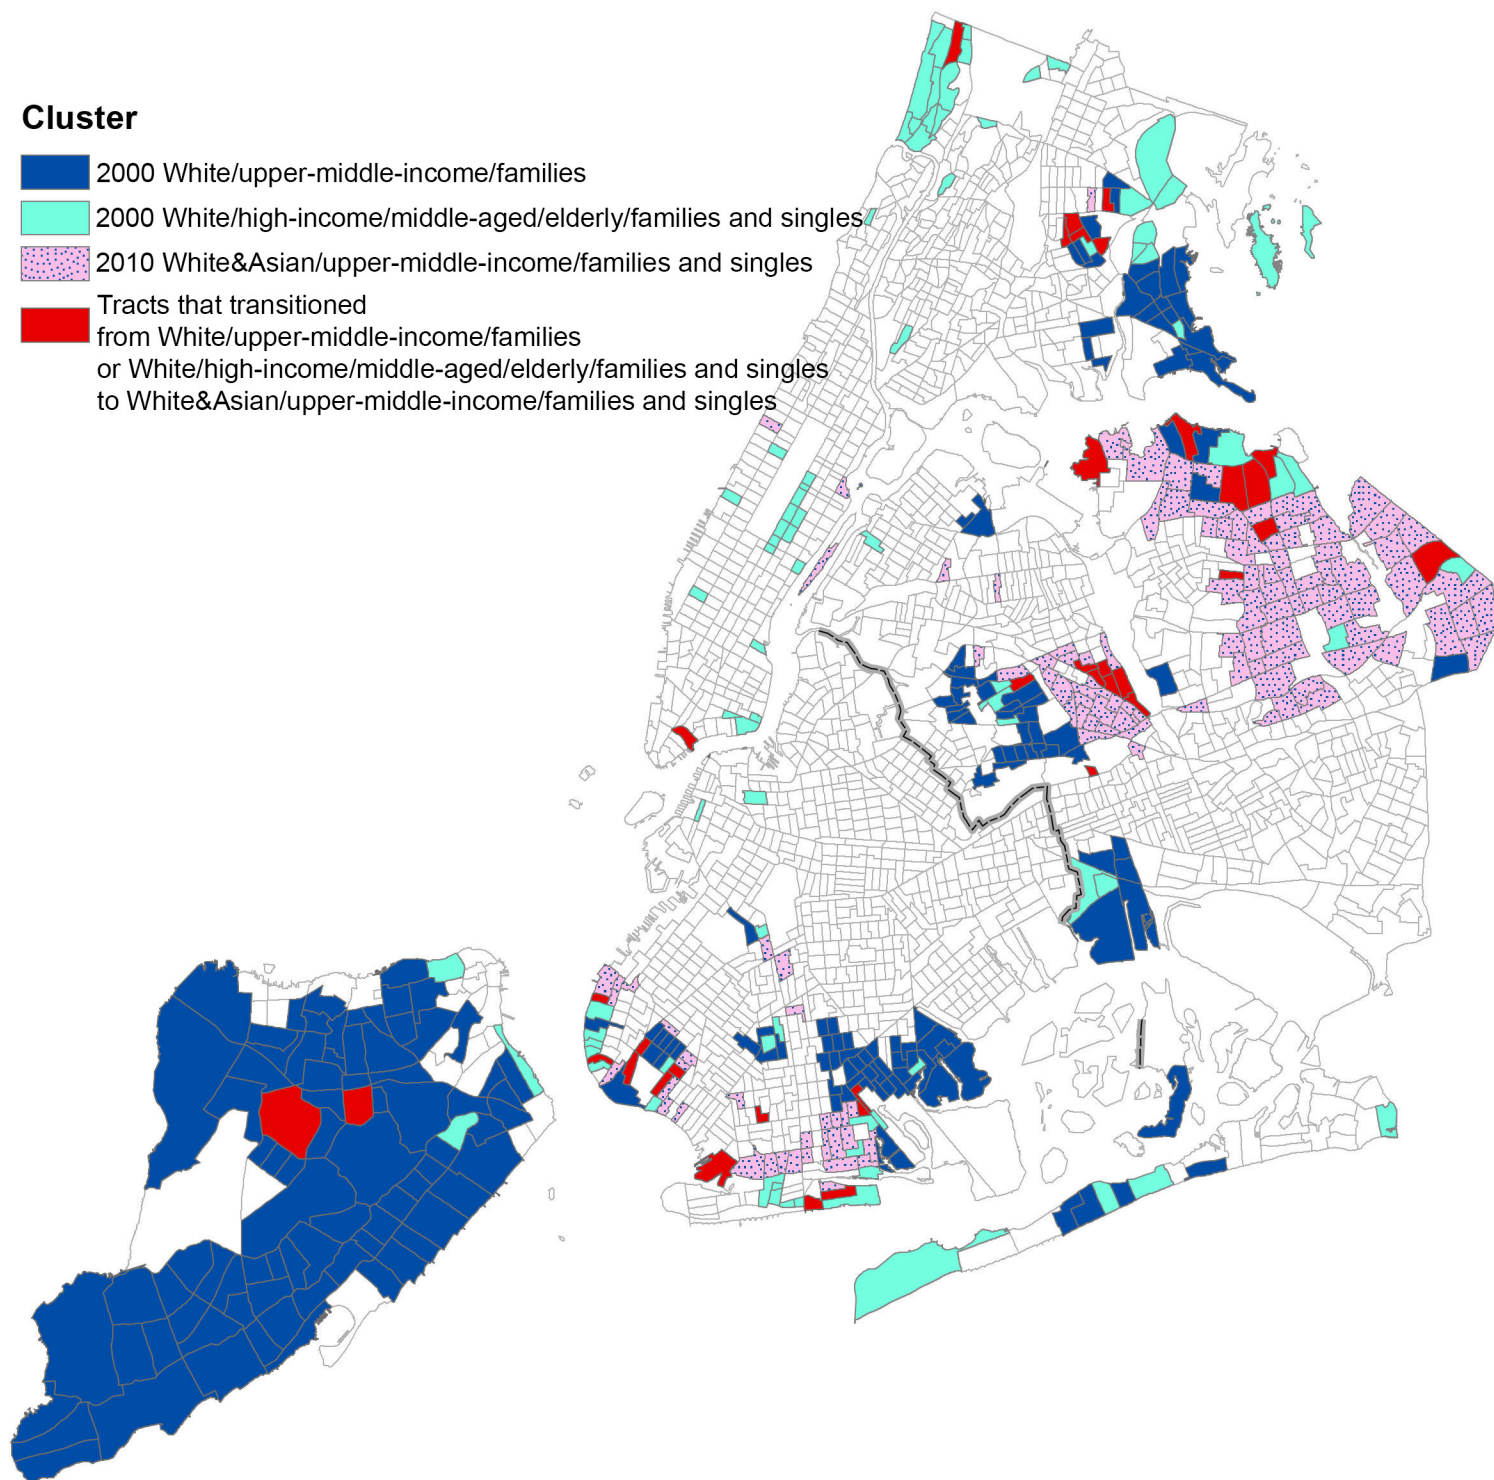 Cluster
2000 White/upper-middle-income/families
2000 White/high-income/middle-aged/elderly/families and singles
2010 White&Asian/upper-middle-income/families and singles
Tracts that transitioned
from White/upper-middle-income/families
or White/high-income/middle-aged/elderly/families and singles
to White&Asian/upper-middle-income/families and singles